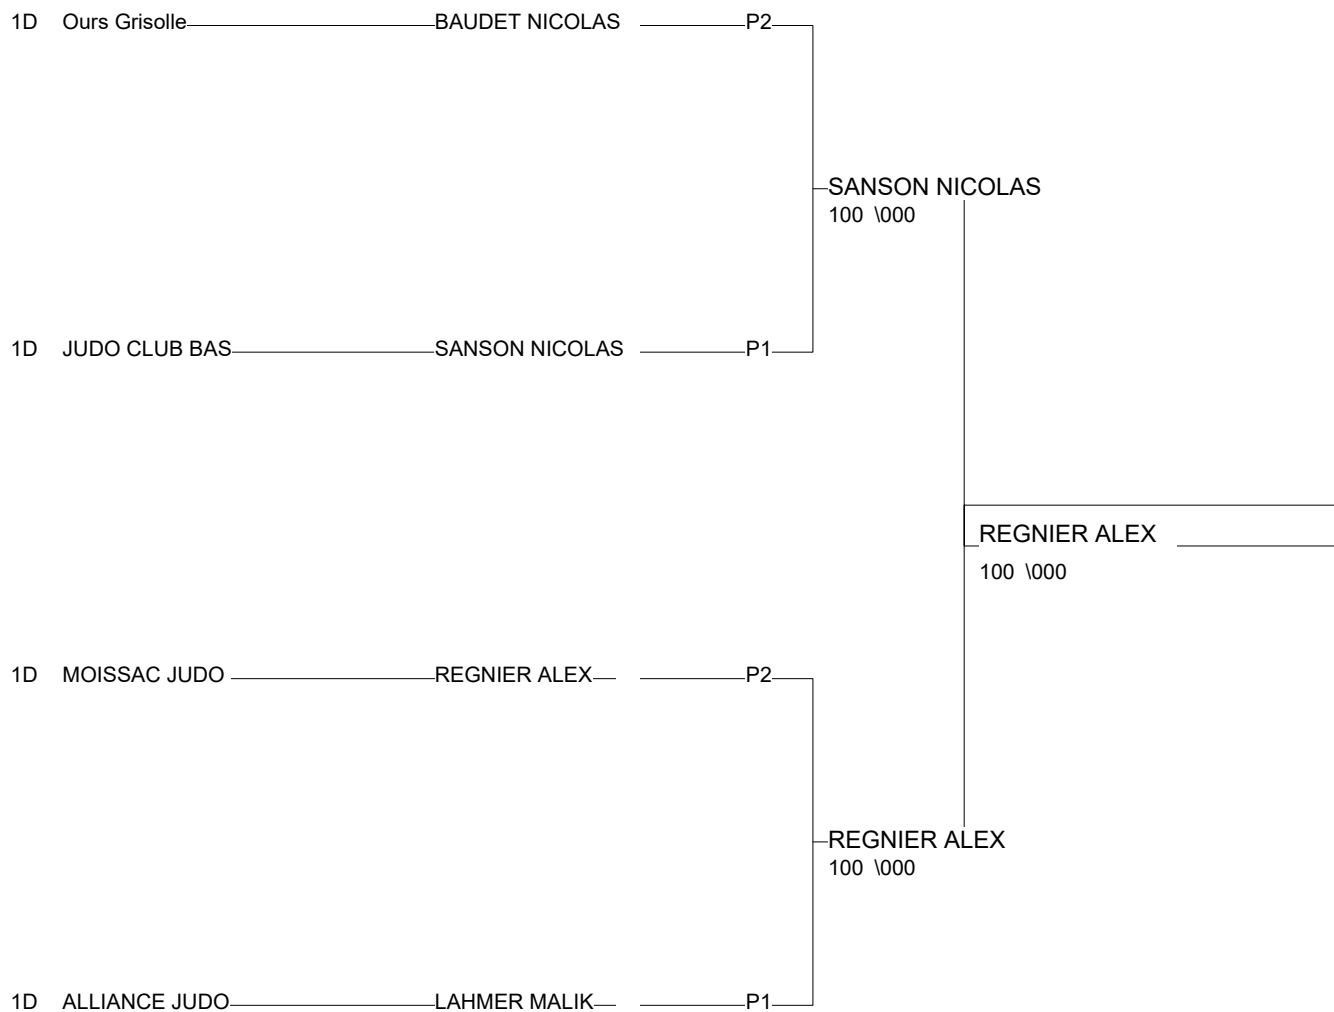 1D Ours Grisolle BAUDET NICOLAS P2
SANSON NICOLAS
100 \000
1D JUDO CLUB BAS SANSON NICOLAS P1
REGNIER ALEX
100 \000
1D MOISSAC JUDO REGNIER ALEX P2
REGNIER ALEX
100 \000
1D ALLIANCE JUDO LAHMER MALIK P1